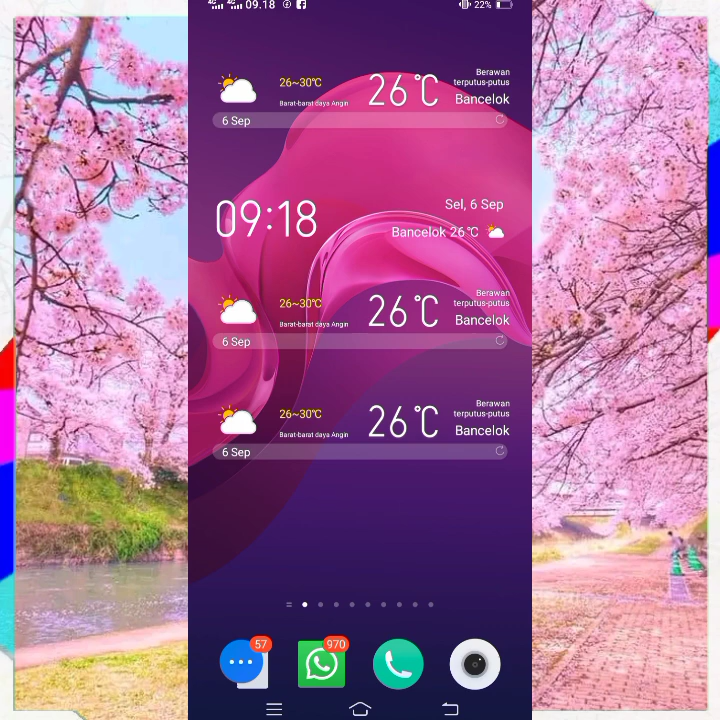 4G 4G 09.18 22%
26~30℃ 26℃ Berawan
terputus-putus
Barat-barat daya Angin Bancelok
6 Sep
09:18 Sel, 6 Sep
Bancelok 26℃
26~30℃ 26℃ Berawan
terputus-putus
Barat-barat daya Angin Bancelok
6 Sep
26~30℃ 26℃ Berawan
terputus-putus
Barat-barat daya Angin Bancelok
6 Sep
57 970